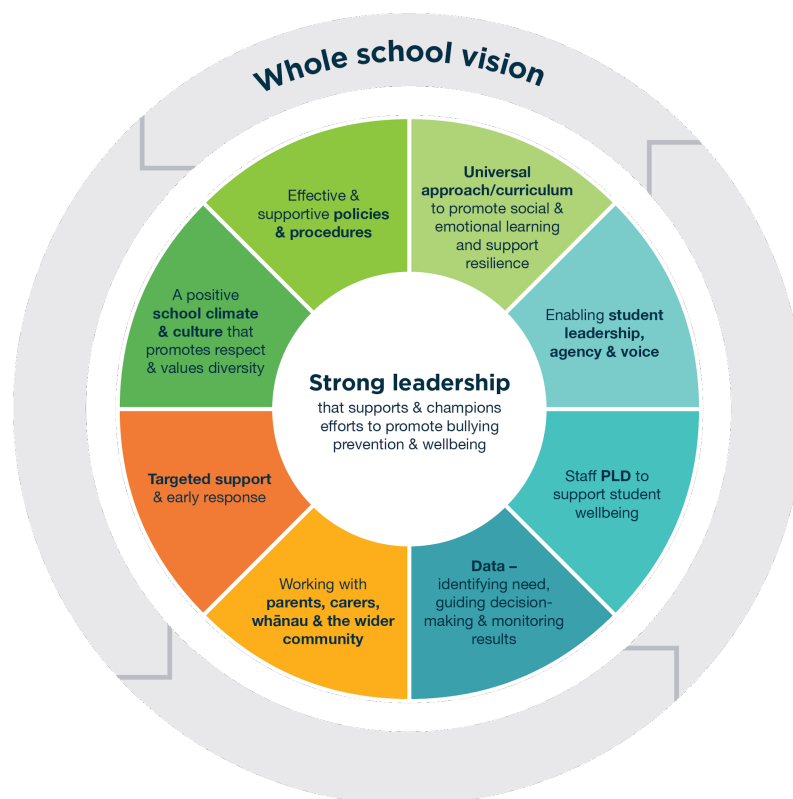 Whole school vision
Universal
approach/curriculum
to promote social &
emotional learning
and support
resilience
Enabling student
leadership,
agency & voice
Staff PLD to
support student
wellbeing
Data –
identifying need,
guiding decision-
making & monitoring
results
Working with
parents, carers,
whānau & the wider
community
Targeted support
& early response
A positive
school climate
& culture that
promotes respect
& values diversity
Effective &
supportive policies
& procedures
Strong leadership
that supports & champions
efforts to promote bullying
prevention & wellbeing